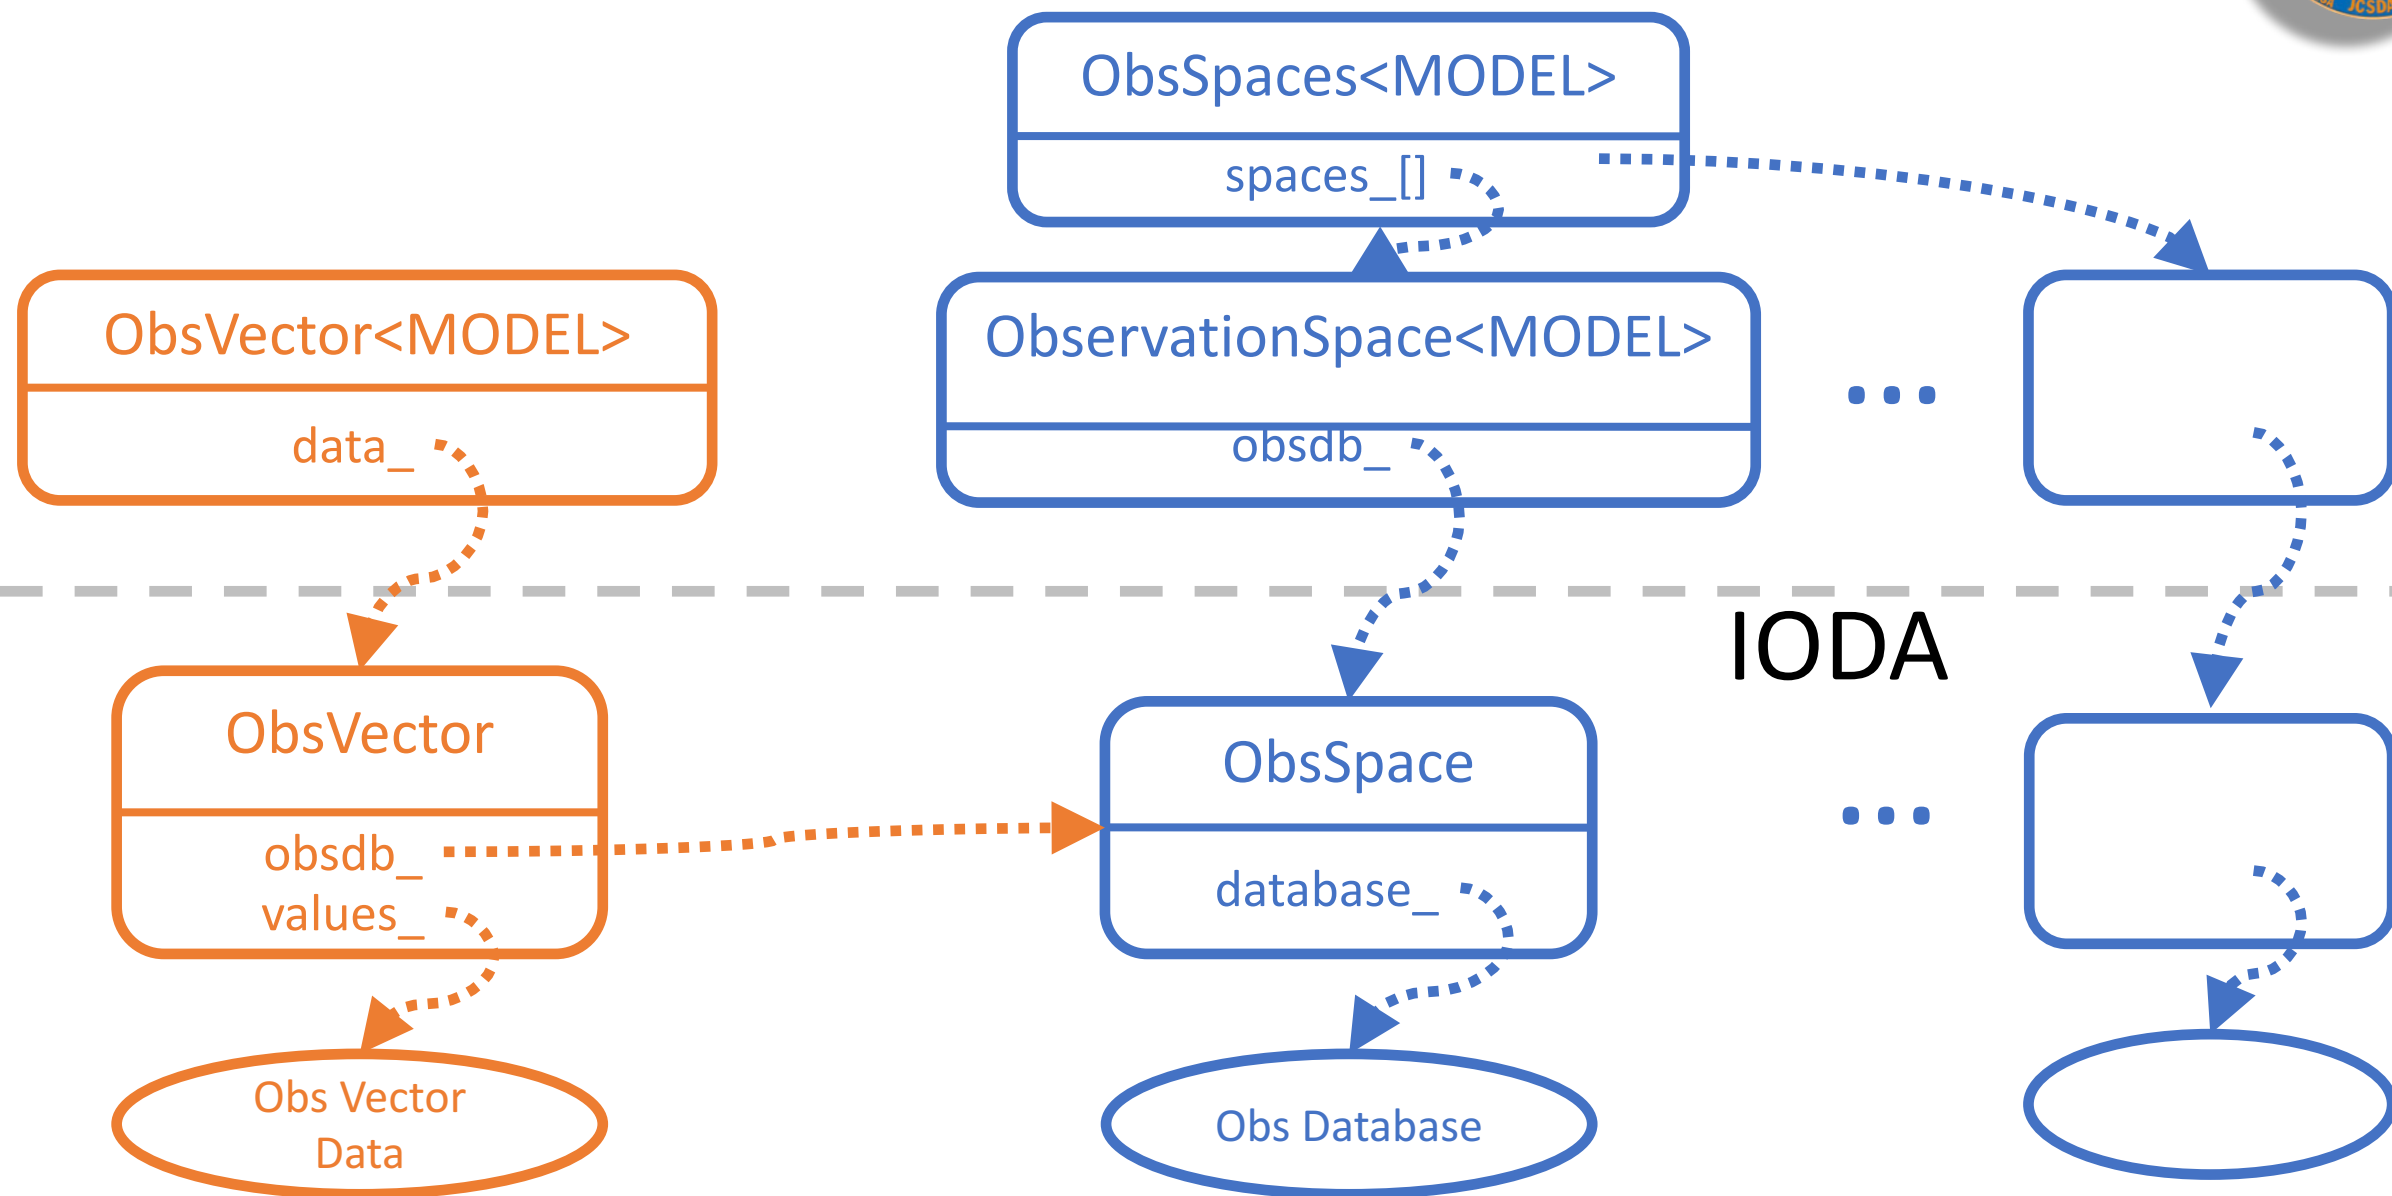 JCSDA
ObsSpaces<MODEL>
spaces_[]
ObsVector<MODEL>
data_
ObservationSpace<MODEL>
obsdb_
...
IODA
ObsVector
obsdb_
values_
ObsSpace
database_
...
Obs Vector
Data
Obs Database